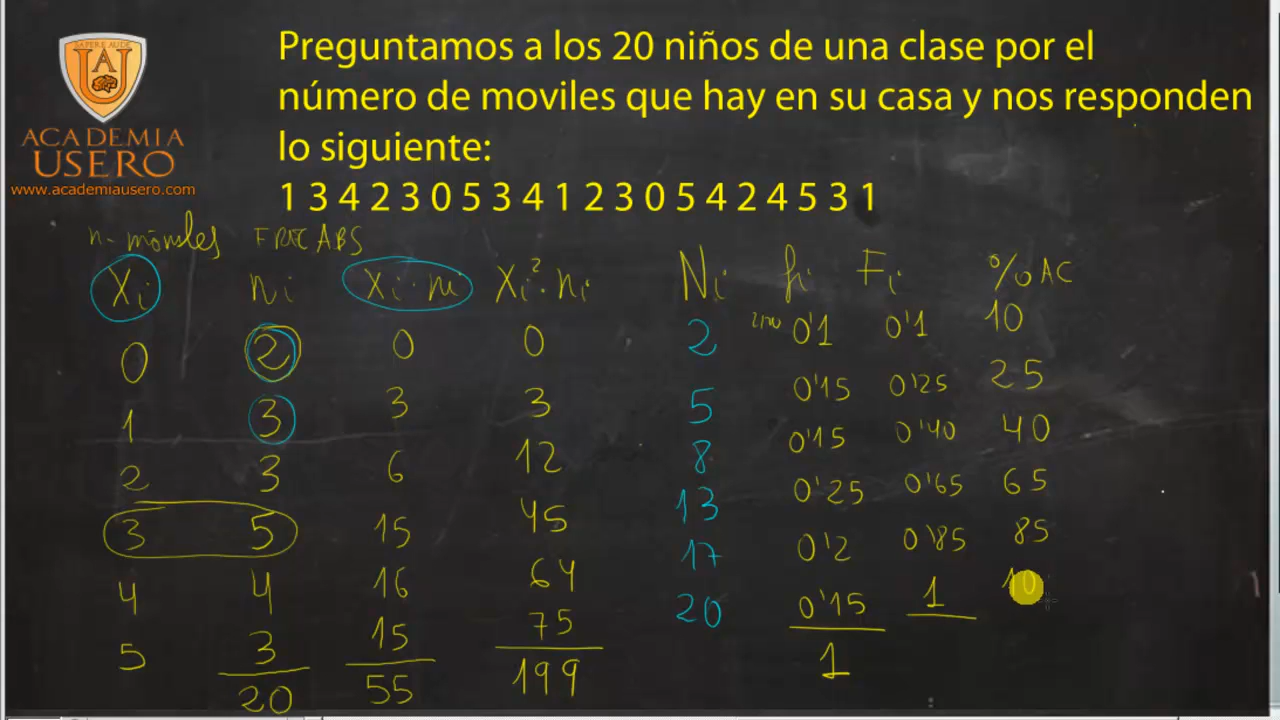 Preguntamos a los 20 niños de una clase por el
número de moviles que hay en su casa y nos responden
lo siguiente:
1 3 4 2 3 0 5 3 4 1 2 3 0 5 4 2 4 5 3 1
SAPERE AUDE
UA
ACADEMIA
USERO
www.academiausero.com
n- móviles FREC ABS
Xi ni Xi·ni Xi²·ni Ni fi Fi % AC
0 2 0 0 2 2/20 0'1 0'1 10
1 3 3 3 5 0'15 0'25 25
2 3 6 12 8 0'15 0'40 40
3 5 15 45 13 0'25 0'65 65
4 4 16 64 17 0'2 0'85 85
5 3 15 75 20 0'15 1 10
20 55 199 1